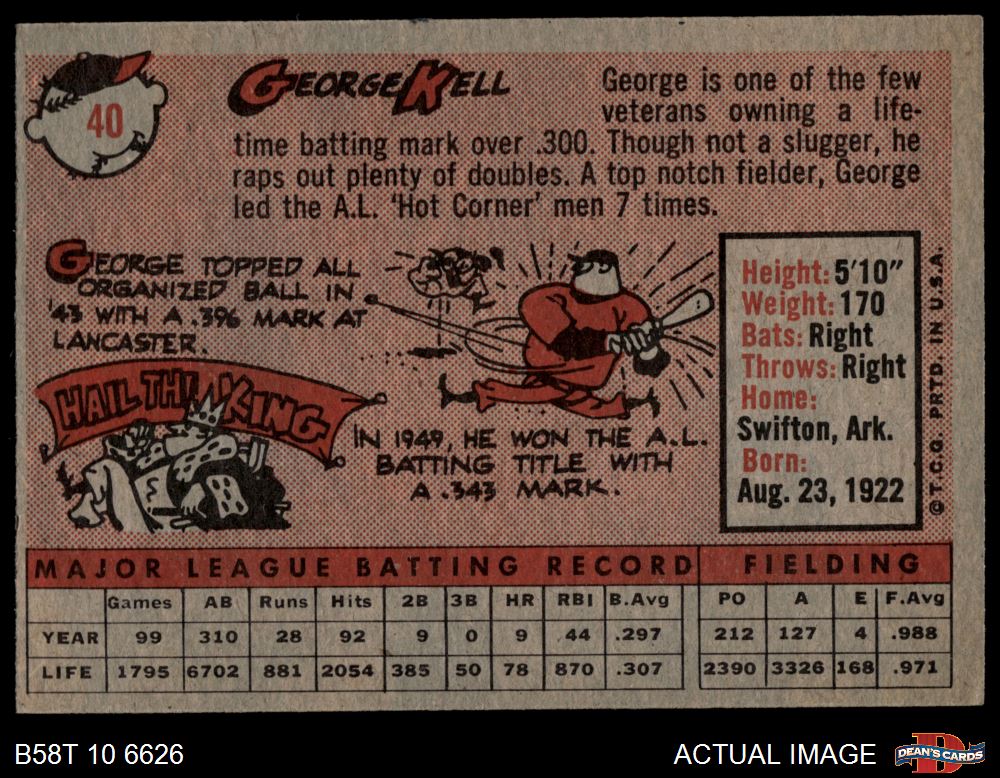 40
GEORGE KELL
George is one of the few
veterans owning a life-
time batting mark over .300. Though not a slugger, he
raps out plenty of doubles. A top notch fielder, George
led the A.L. 'Hot Corner' men 7 times.
GEORGE TOPPED ALL
ORGANIZED BALL IN
'43 WITH A .396 MARK AT
LANCASTER.
HAIL TH' KING
IN 1949, HE WON THE A.L.
BATTING TITLE WITH
A .343 MARK.
Height: 5'10"
Weight: 170
Bats: Right
Throws: Right
Home:
Swifton, Ark.
Born:
Aug. 23, 1922
© T.C.G. PRTD. IN U.S.A.
MAJOR LEAGUE BATTING RECORD FIELDING
Games AB Runs Hits 2B 3B HR RBI B.Avg PO A E F.Avg
YEAR 99 310 28 92 9 0 9 44 .297 212 127 4 .988
LIFE 1795 6702 881 2054 385 50 78 870 .307 2390 3326 168 .971
B58T 10 6626 ACTUAL IMAGE DEAN'S CARDS